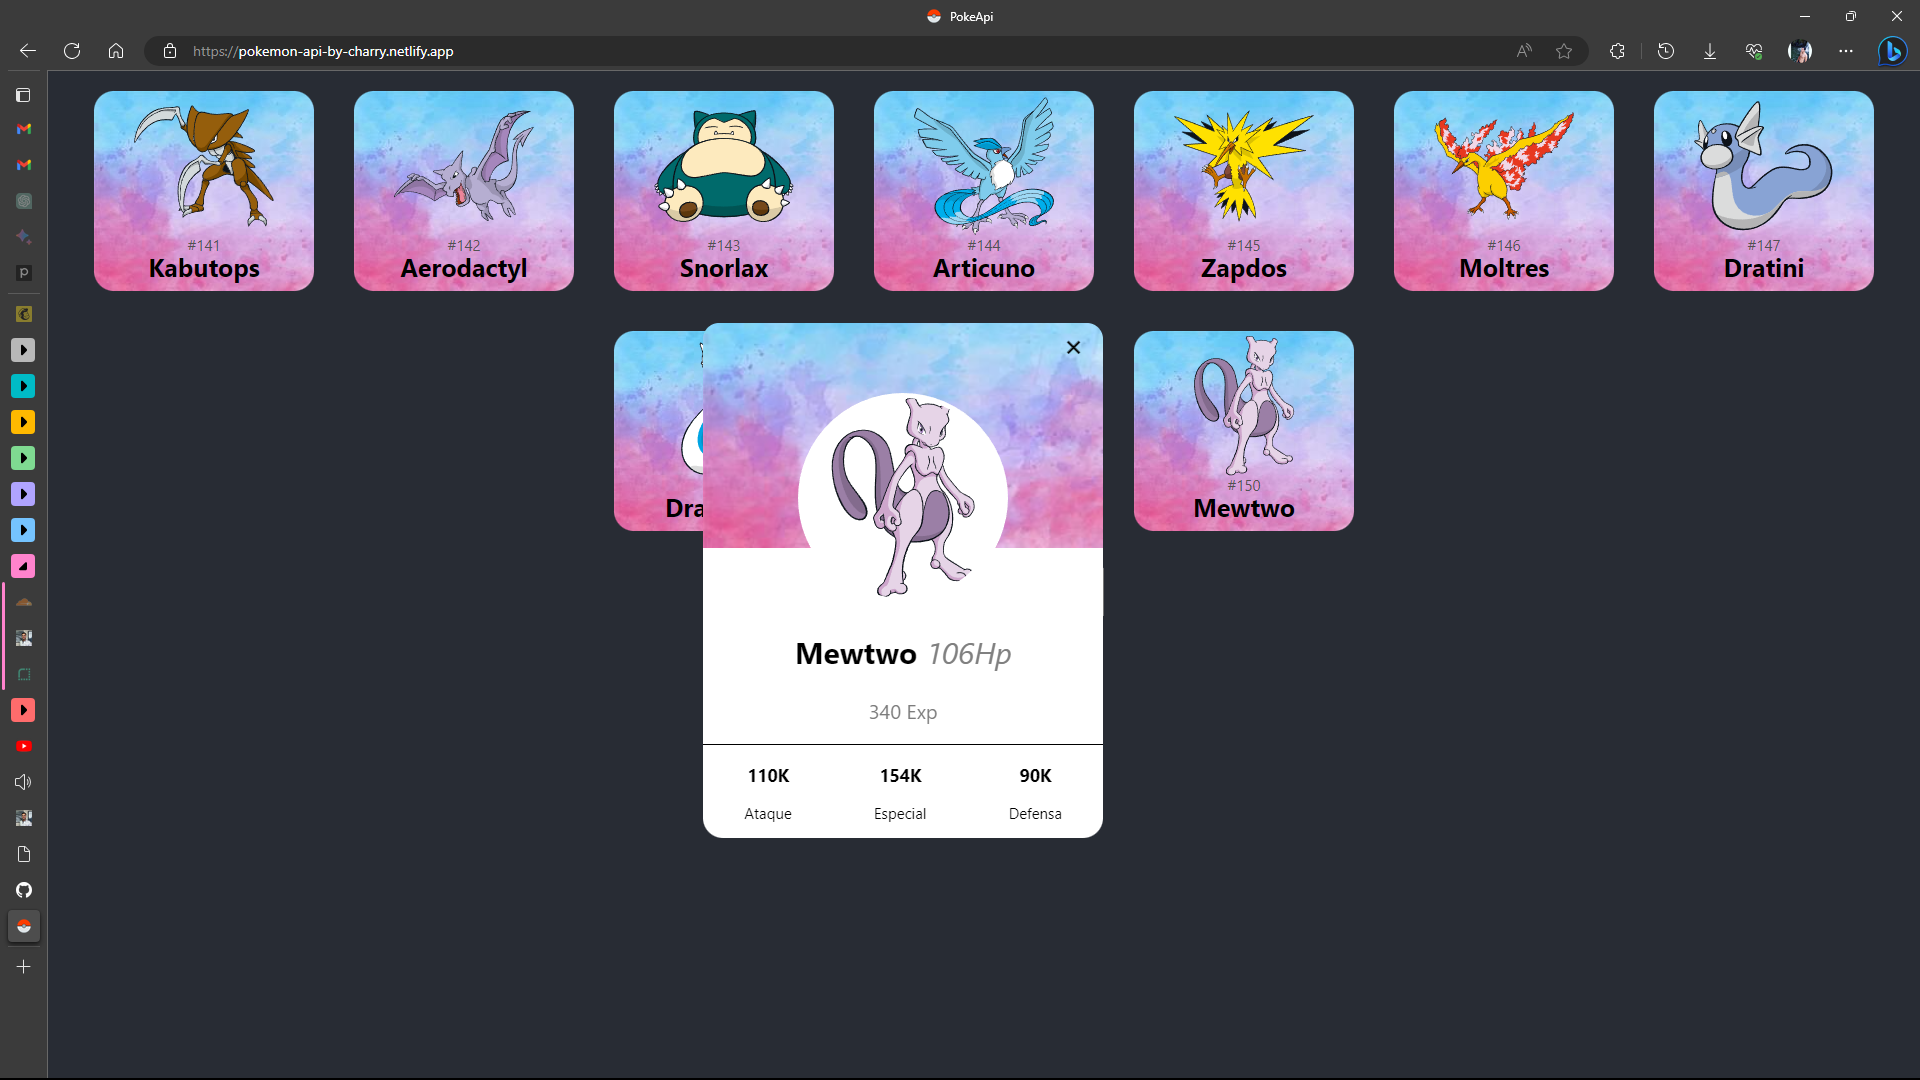 PokeApi
https://pokemon-api-by-charry.netlify.app
#141
Kabutops
#142
Aerodactyl
#143
Snorlax
#144
Articuno
#145
Zapdos
#146
Moltres
#147
Dratini
Dra
#150
Mewtwo
Mewtwo 106Hp
340 Exp
110K 154K 90K
Ataque Especial Defensa